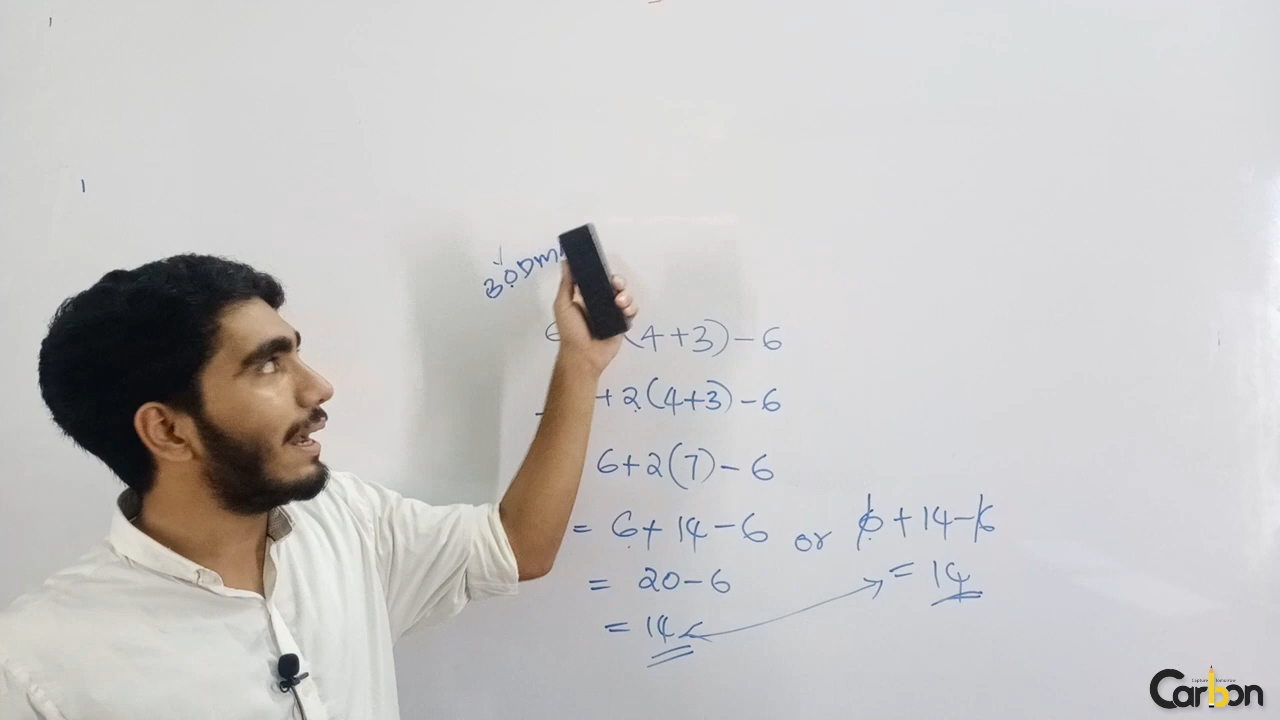 BODM
6 (4+3)-6
+2(4+3)-6
6+2(7)-6
= 6+14-6 or 6+14-6
= 20-6 = 14
= 14
Carbon